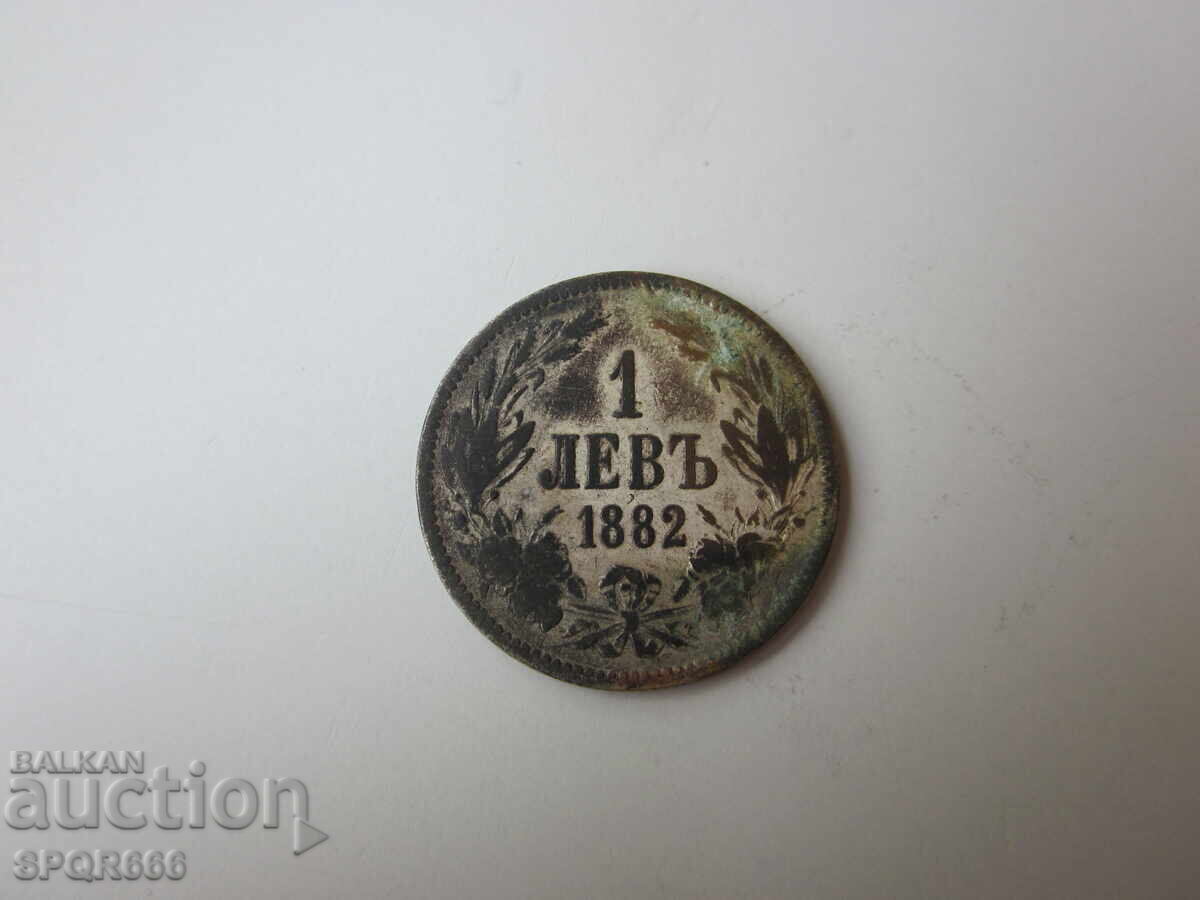 1
ЛЕВЪ
1882
BALKAN
auction
SPQR666